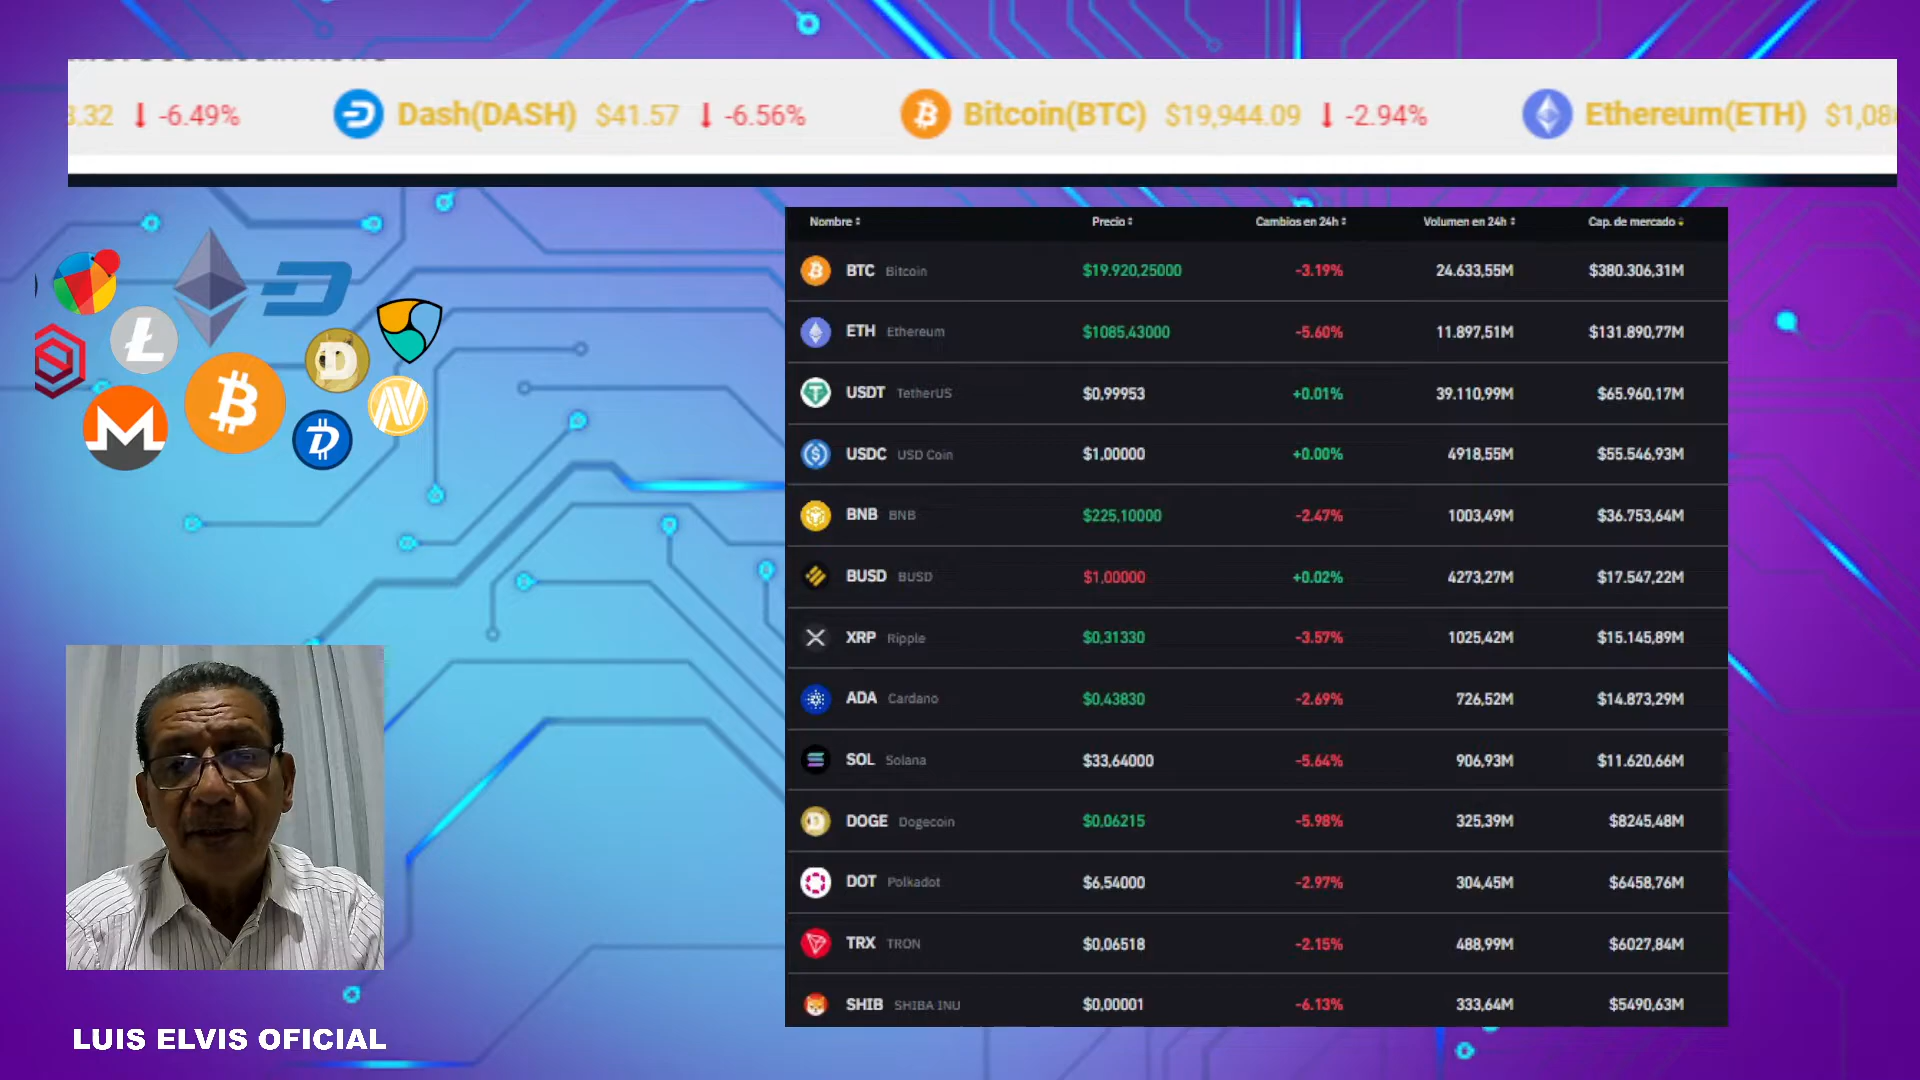 3.32 -6.49% Dash(DASH) $41.57 -6.56% Bitcoin(BTC) $19,944.09 -2.94% Ethereum(ETH) $1,08
Nombre Precio Cambios en 24h Volumen en 24h Cap. de mercado
BTC Bitcoin $19.920,25000 -3.19% 24.633,55M $380.306,31M
ETH Ethereum $1085,43000 -5.60% 11.897,51M $131.890,77M
USDT TetherUS $0,99953 +0.01% 39.110,99M $65.960,17M
USDC USD Coin $1,00000 +0.00% 4918,55M $55.546,93M
BNB BNB $225,10000 -2.47% 1003,49M $36.753,64M
BUSD BUSD $1,00000 +0.02% 4273,27M $17.547,22M
XRP Ripple $0,31330 -3.57% 1025,42M $15.145,89M
ADA Cardano $0,43830 -2.69% 726,52M $14.873,29M
SOL Solana $33,64000 -5.64% 906,93M $11.620,66M
DOGE Dogecoin $0,06215 -5.98% 325,39M $8245,48M
DOT Polkadot $6,54000 -2.97% 304,45M $6458,76M
TRX TRON $0,06518 -2.15% 488,99M $6027,84M
SHIB SHIBA INU $0,00001 -6.13% 333,64M $5490,63M
LUIS ELVIS OFICIAL